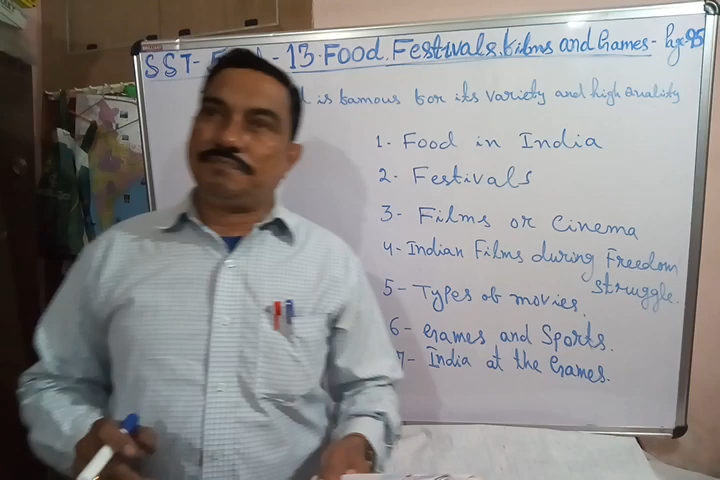 SST- 13. Food, Festivals, Films and Games - Page 95
is famous for its variety and high quality
1- Food in India
2- Festivals
3- Films or Cinema
4- Indian Films during Freedom
Struggle.
5- Types of movies.
6- Games and Sports.
7- India at the Games.